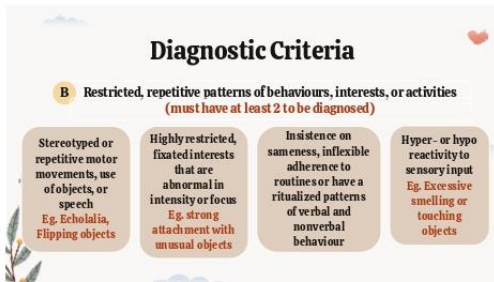 Diagnostic Criteria
B
Restricted, repetitive patterns of behaviours, interests, or activities
(must have at least 2 to be diagnosed)
Stereotyped or
repetitive motor
movements, use
of objects, or
speech
Eg. Echolalia,
Flipping objects
Highly restricted,
fixated interests
that are
abnormal in
intensity or focus
Eg. strong
attachment with
unusual objects
Insistence on
sameness, inflexible
adherence to
routines or have a
ritualized patterns
of verbal and
nonverbal
behaviour
Hyper- or hypo
reactivity to
sensory input
Eg. Excessive
smelling or
touching
objects